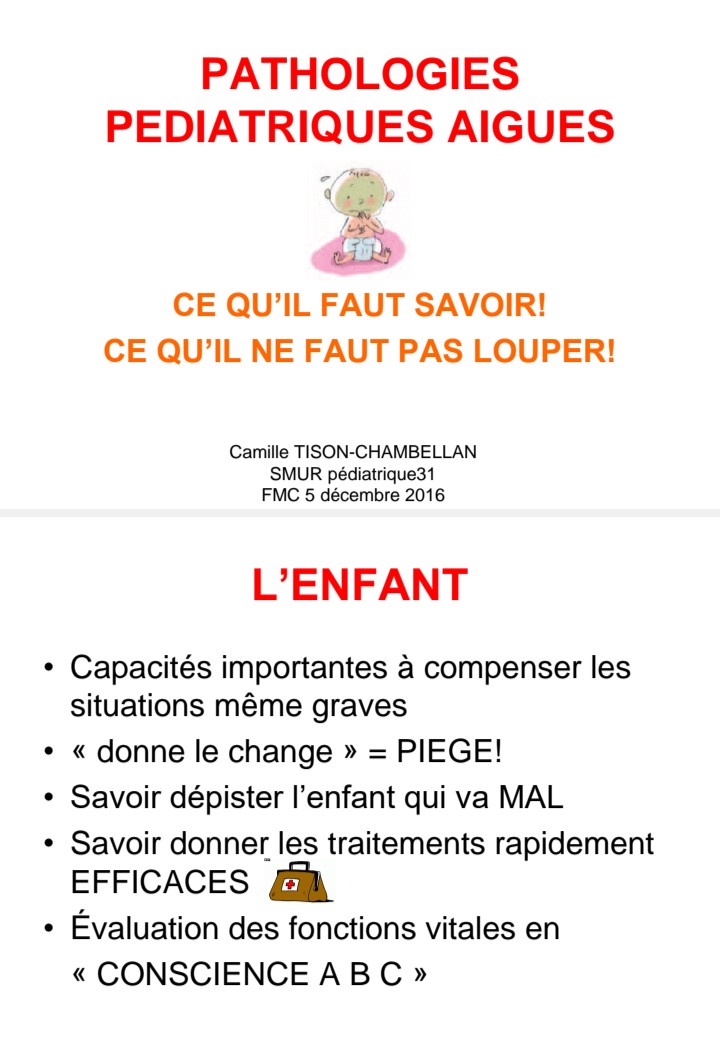 PATHOLOGIES
PEDIATRIQUES AIGUES
CE QU’IL FAUT SAVOIR!
CE QU’IL NE FAUT PAS LOUPER!
Camille TISON-CHAMBELLAN
SMUR pédiatrique31
FMC 5 décembre 2016
L’ENFANT
• Capacités importantes à compenser les
situations même graves
• « donne le change » = PIEGE!
• Savoir dépister l’enfant qui va MAL
• Savoir donner les traitements rapidement
EFFICACES
• Évaluation des fonctions vitales en
« CONSCIENCE A B C »